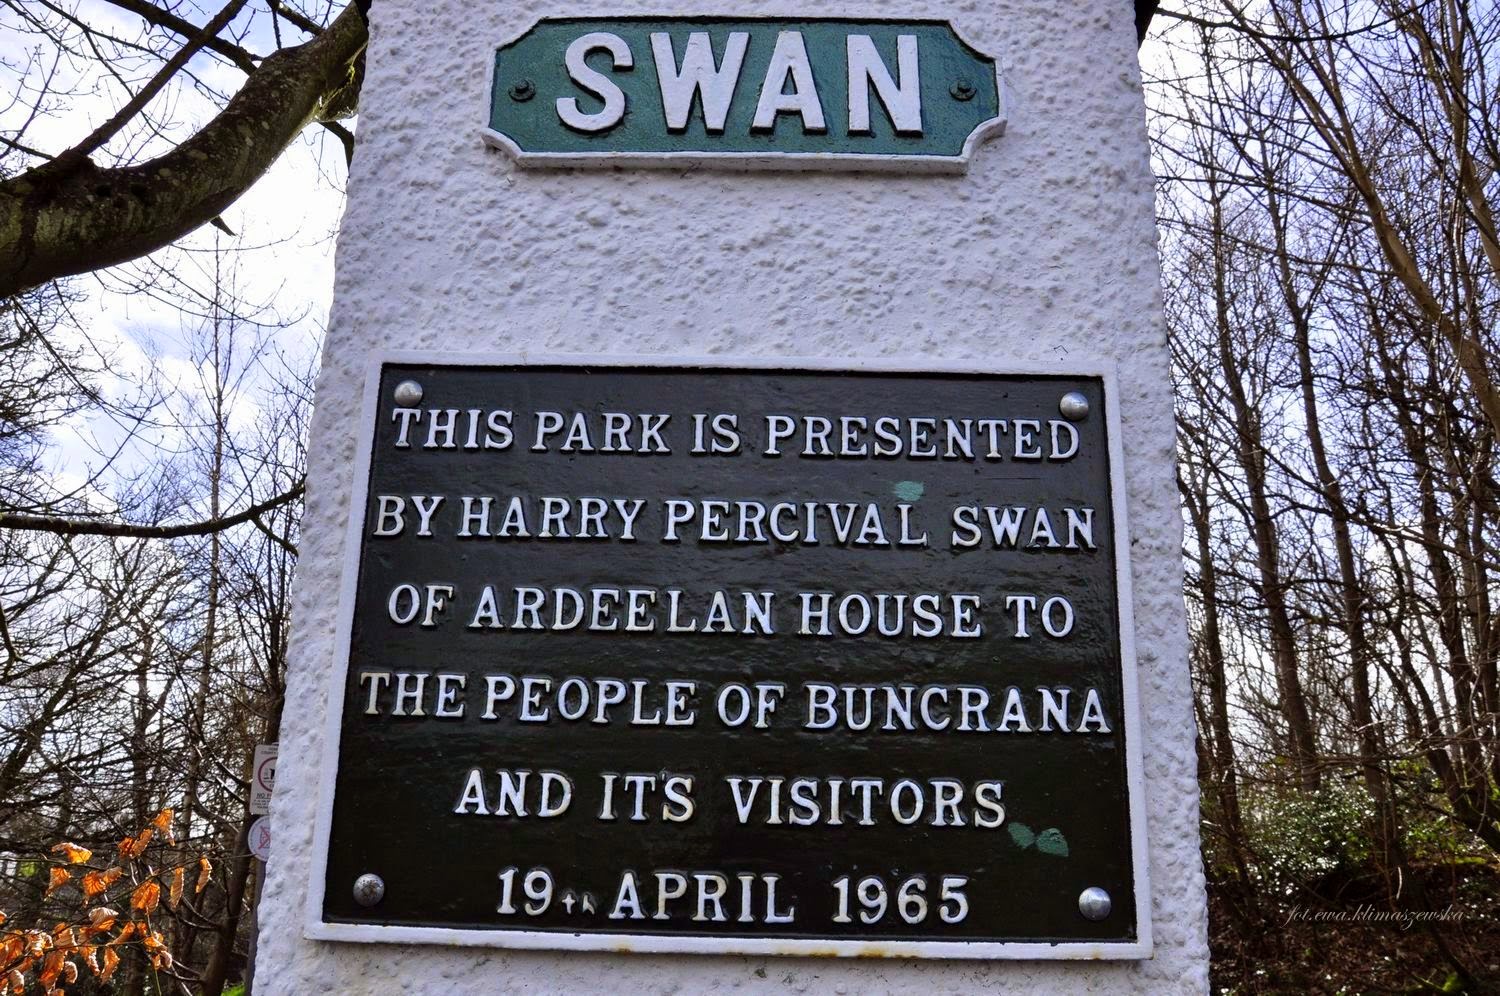 SWAN
THIS PARK IS PRESENTED
BY HARRY PERCIVAL SWAN
OF ARDEELAN HOUSE TO
THE PEOPLE OF BUNCRANA
AND IT'S VISITORS
19TH APRIL 1965
fot.ewa.klimaszewska